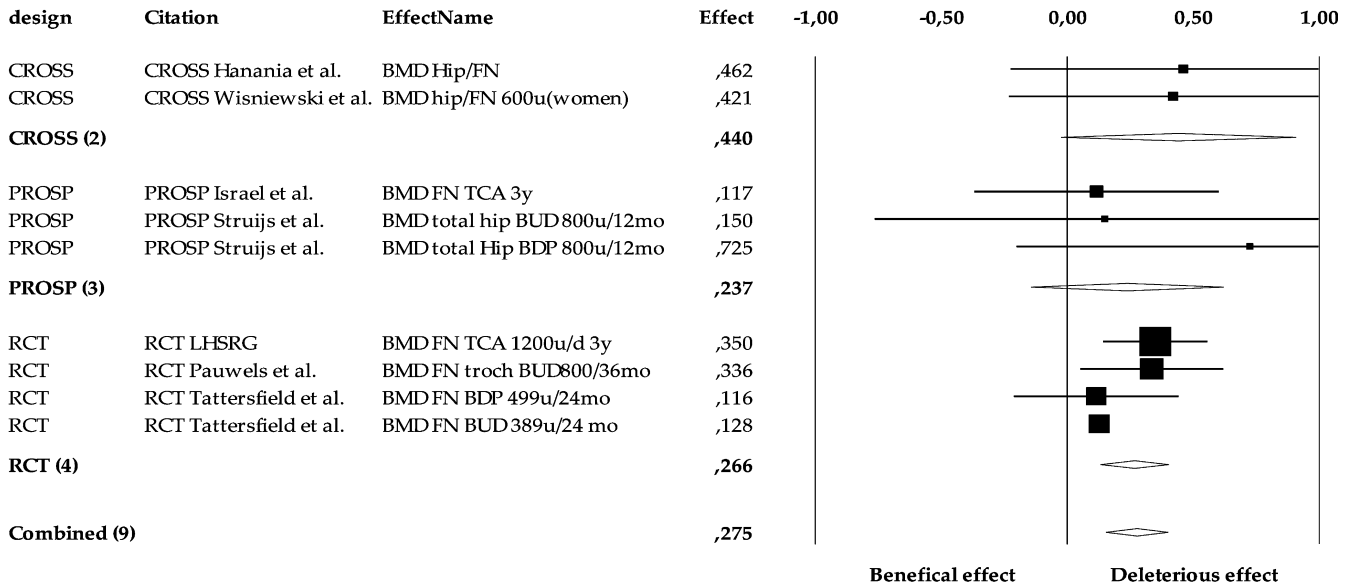 design Citation EffectName Effect -1,00 -0,50 0,00 0,50 1,00
CROSS CROSS Hanania et al. BMD Hip/FN ,462
CROSS CROSS Wisniewski et al. BMD hip/FN 600u(women) ,421
CROSS (2) ,440
PROSP PROSP Israel et al. BMD FN TCA 3y ,117
PROSP PROSP Struijs et al. BMD total hip BUD 800u/12mo ,150
PROSP PROSP Struijs et al. BMD total Hip BDP 800u/12mo ,725
PROSP (3) ,237
RCT RCT LHSRG BMD FN TCA 1200u/d 3y ,350
RCT RCT Pauwels et al. BMD FN troch BUD800/36mo ,336
RCT RCT Tattersfield et al. BMD FN BDP 499u/24mo ,116
RCT RCT Tattersfield et al. BMD FN BUD 389u/24 mo ,128
RCT (4) ,266
Combined (9) ,275
Benefical effect Deleterious effect